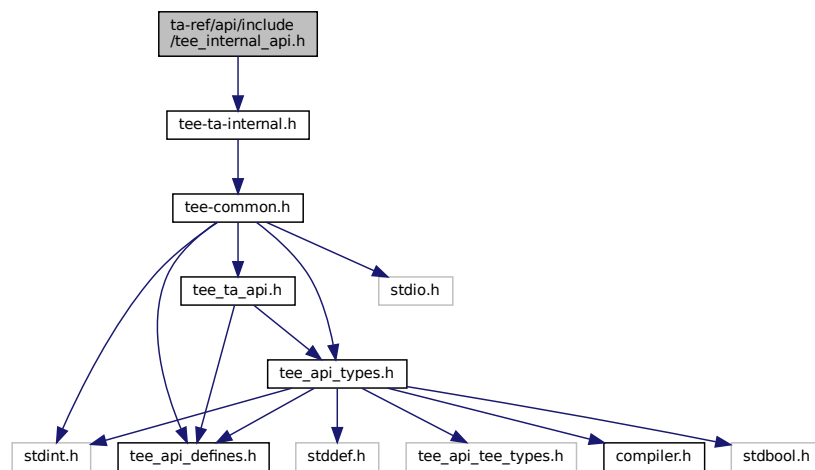 ta-ref/api/include
/tee_internal_api.h
tee-ta-internal.h
tee-common.h
tee_ta_api.h
stdio.h
tee_api_types.h
stdint.h
tee_api_defines.h
stddef.h
tee_api_tee_types.h
compiler.h
stdbool.h